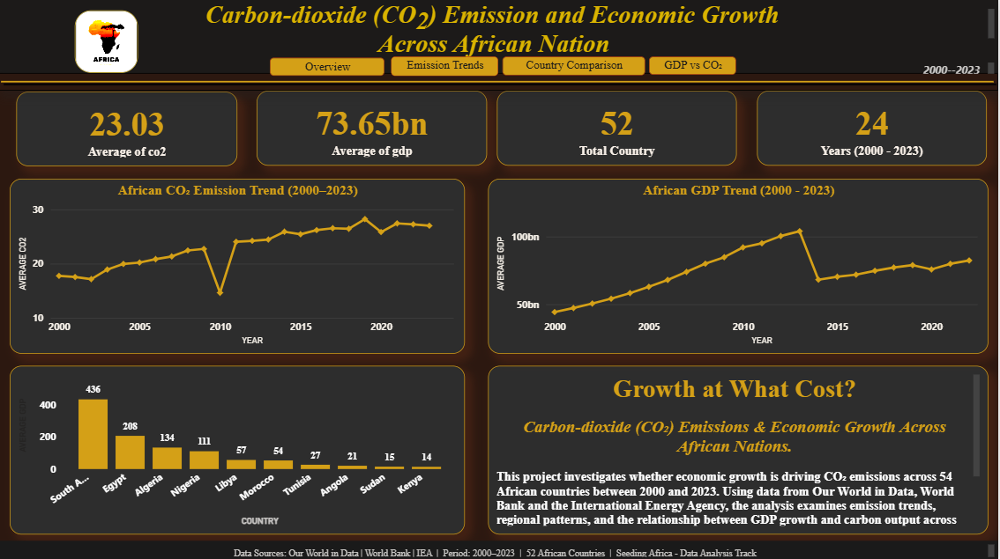 Carbon-dioxide (CO₂) Emission and Economic Growth
Across African Nation
AFRICA
Overview
Emission Trends
Country Comparison
GDP vs CO₂
2000--2023
23.03
Average of co2
73.65bn
Average of gdp
52
Total Country
24
Years (2000 - 2023)
African CO₂ Emission Trend (2000–2023)
30
20
10
AVERAGE CO2
2000 2005 2010 2015 2020
YEAR
African GDP Trend (2000 - 2023)
100bn
50bn
AVERAGE GDP
2000 2005 2010 2015 2020
YEAR
400
200
0
AVERAGE GDP
436 208 134 111 57 54 27 21 15 14
South A... Egypt Algeria Nigeria Libya Morocco Tunisia Angola Sudan Kenya
COUNTRY
Growth at What Cost?
Carbon-dioxide (CO₂) Emissions & Economic Growth Across
African Nations.
This project investigates whether economic growth is driving CO₂ emissions across 54
African countries between 2000 and 2023. Using data from Our World in Data, World
Bank and the International Energy Agency, the analysis examines emission trends,
regional patterns, and the relationship between GDP growth and carbon output across
Data Sources: Our World in Data | World Bank | IEA | Period: 2000–2023 | 52 African Countries | Seeding Africa - Data Analysis Track